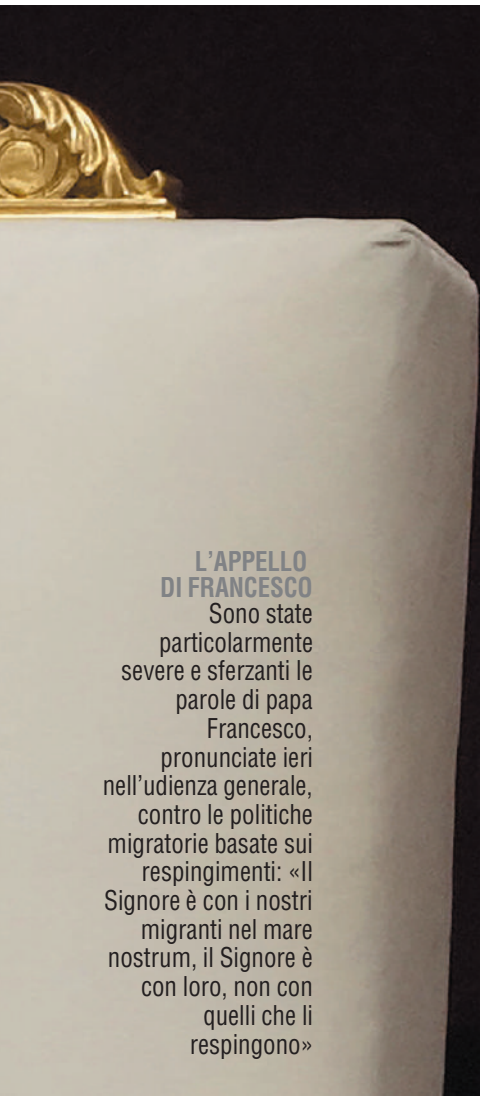 L'APPELLO
DI FRANCESCO
Sono state
particolarmente
severe e sferzanti le
parole di papa
Francesco,
pronunciate ieri
nell'udienza generale,
contro le politiche
migratorie basate sui
respingimenti: «Il
Signore è con i nostri
migranti nel mare
nostrum, il Signore è
con loro, non con
quelli che li
respingono»